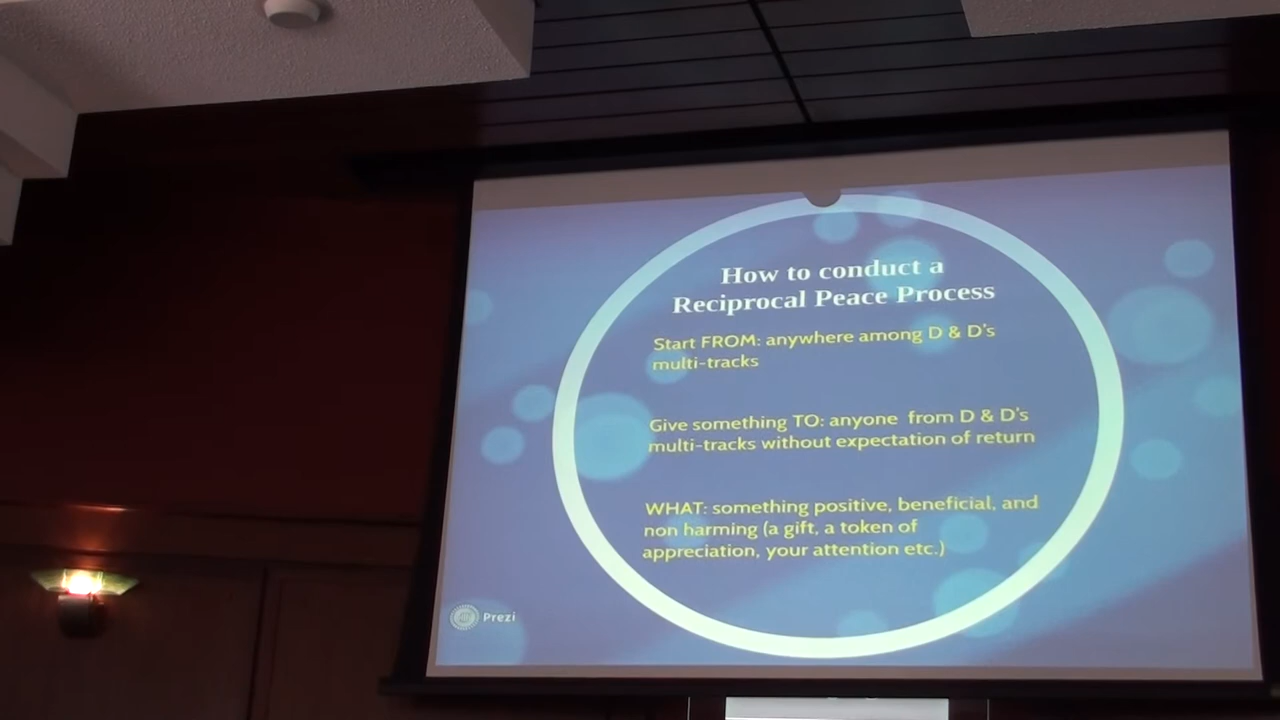 How to conduct a
Reciprocal Peace Process
Start FROM: anywhere among D & D's
multi-tracks
Give something TO: anyone from D & D's
multi-tracks without expectation of return
WHAT: something positive, beneficial, and
non harming (a gift, a token of
appreciation, your attention etc.)
Prezi